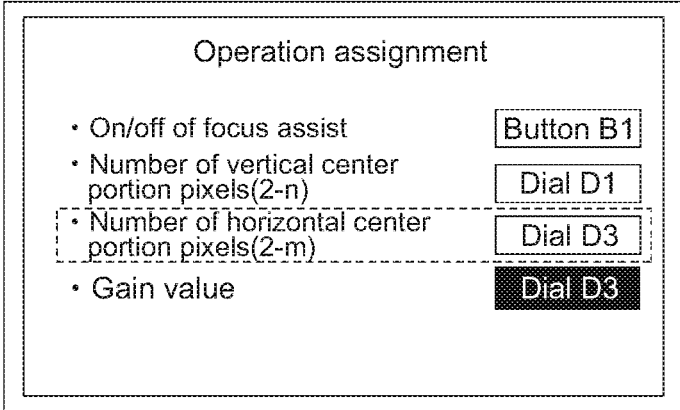 Operation assignment
・On/off of focus assist Button B1
・Number of vertical center
portion pixels(2-n) Dial D1
・Number of horizontal center
portion pixels(2-m) Dial D3
・Gain value Dial D3